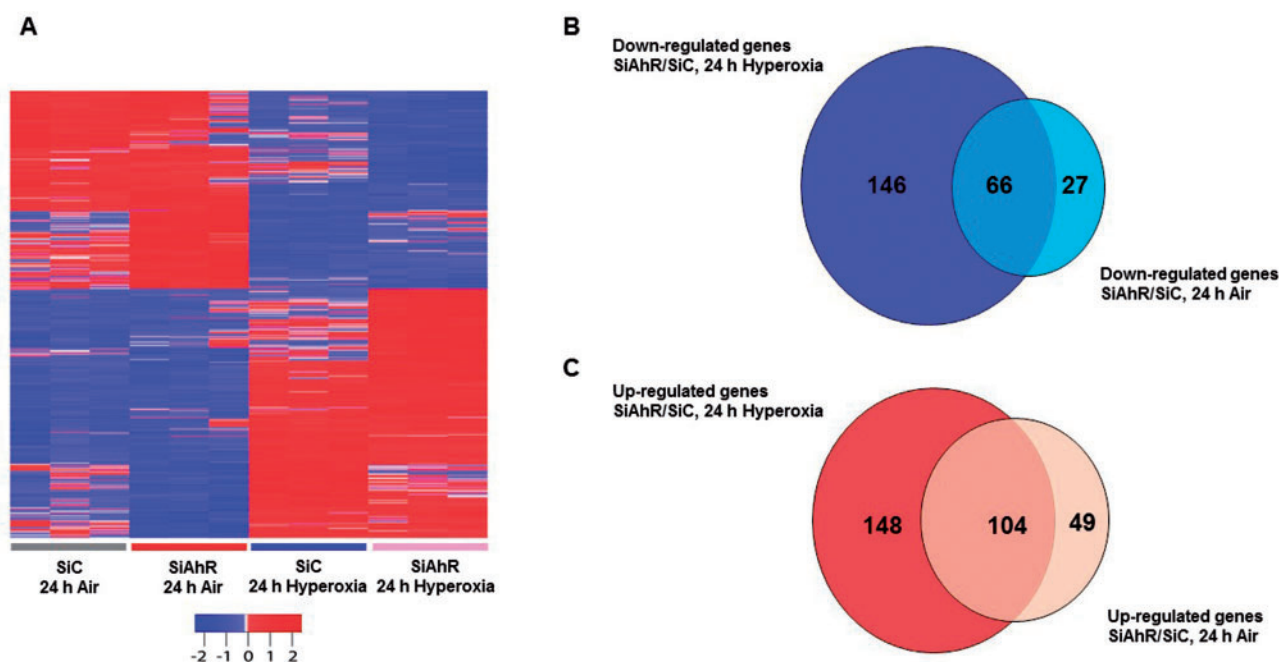 A
SiC
24 h Air
SiAhR
24 h Air
SiC
24 h Hyperoxia
SiAhR
24 h Hyperoxia
-2 -1 0 1 2
B
Down-regulated genes
SiAhR/SiC, 24 h Hyperoxia
146 66 27
Down-regulated genes
SiAhR/SiC, 24 h Air
C
Up-regulated genes
SiAhR/SiC, 24 h Hyperoxia
148 104 49
Up-regulated genes
SiAhR/SiC, 24 h Air